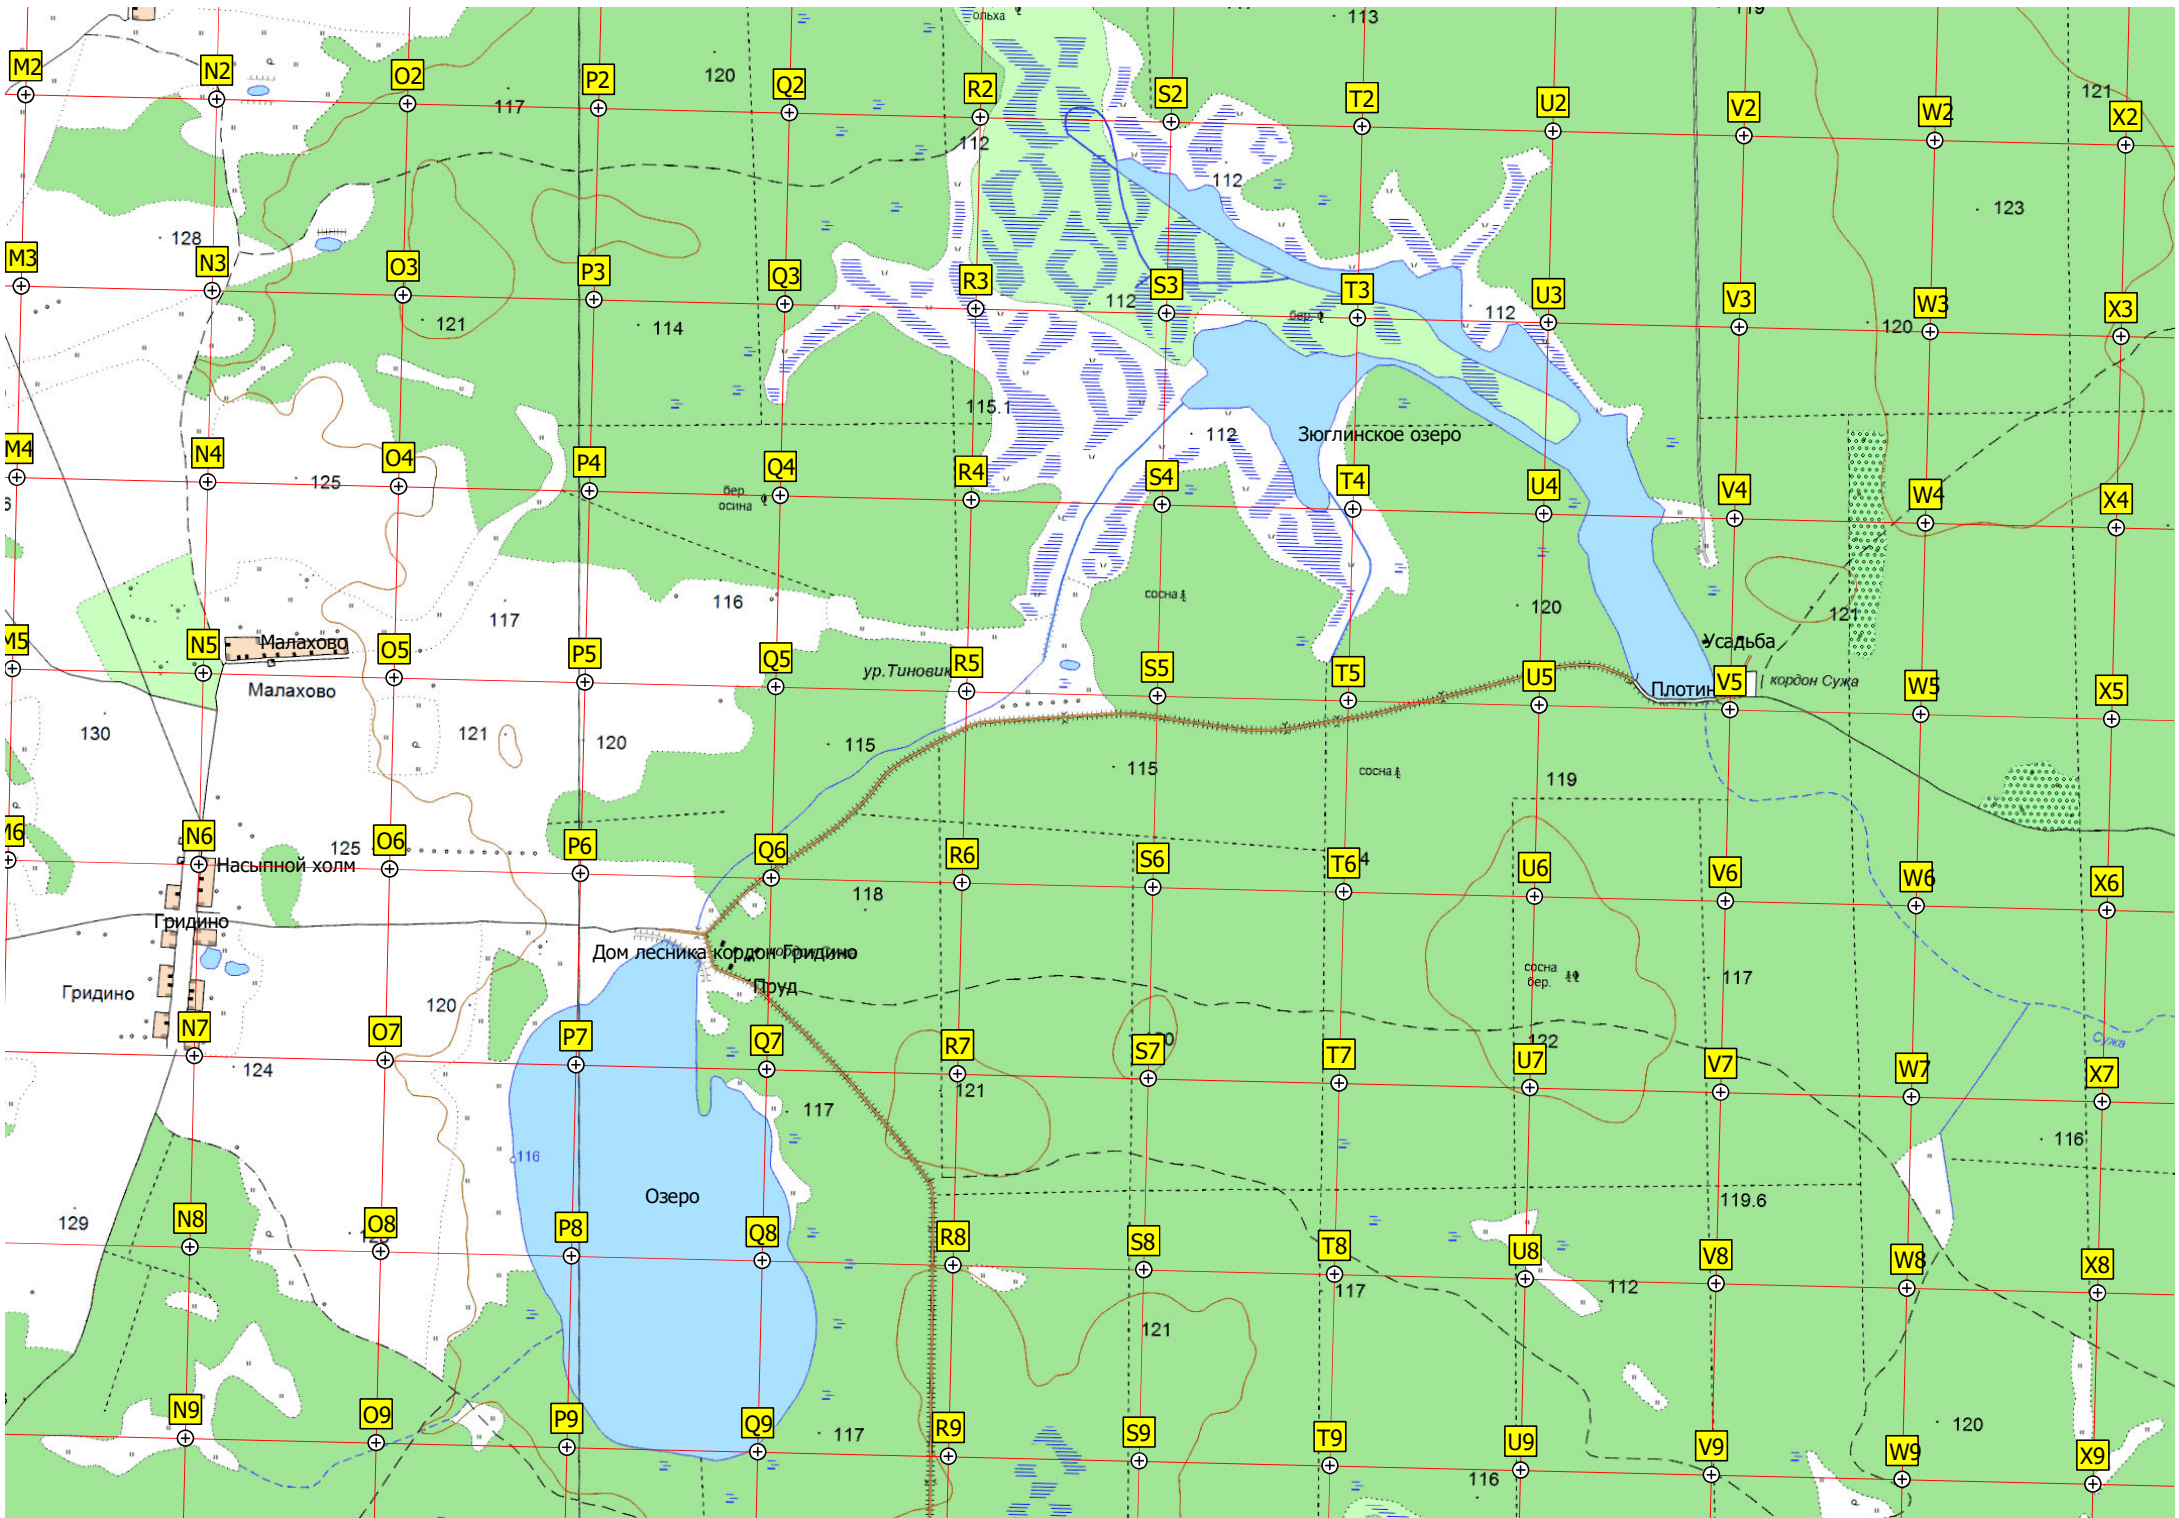 ольха
113
M2
N2
O2
P2
120
Q2
R2
S2
T2
U2
V2
W2
121
X2
117
112
112
128
123
M3
N3
O3
P3
Q3
R3
S3
T3
U3
V3
W3
X3
121
114
112
бер.
112
120
115.1
112
Зюглинское озеро
M4
N4
125
O4
P4
Q4
R4
S4
T4
U4
V4
W4
X4
бер.
осина
117
116
сосна
120
121
M5
N5
Малахово
O5
P5
Q5
ур.Тиновик
R5
S5
T5
U5
Плотин
V5
Усадьба
кордон Сужа
W5
X5
Малахово
130
121
120
115
115
сосна
119
M6
N6
125
O6
P6
Q6
R6
S6
T6
4
U6
V6
W6
X6
Насыпной холм
118
Гридино
Дом лесника кордон Гридино
сосна
бер.
117
Пруд
Гридино
120
N7
O7
P7
Q7
R7
S7
T7
122
U7
V7
W7
Сужа
X7
124
121
117
116
116
Озеро
119.6
129
N8
O8
P8
Q8
R8
S8
T8
U8
V8
W8
X8
117
112
121
N9
O9
P9
Q9
117
R9
S9
T9
116
U9
V9
120
W9
X9